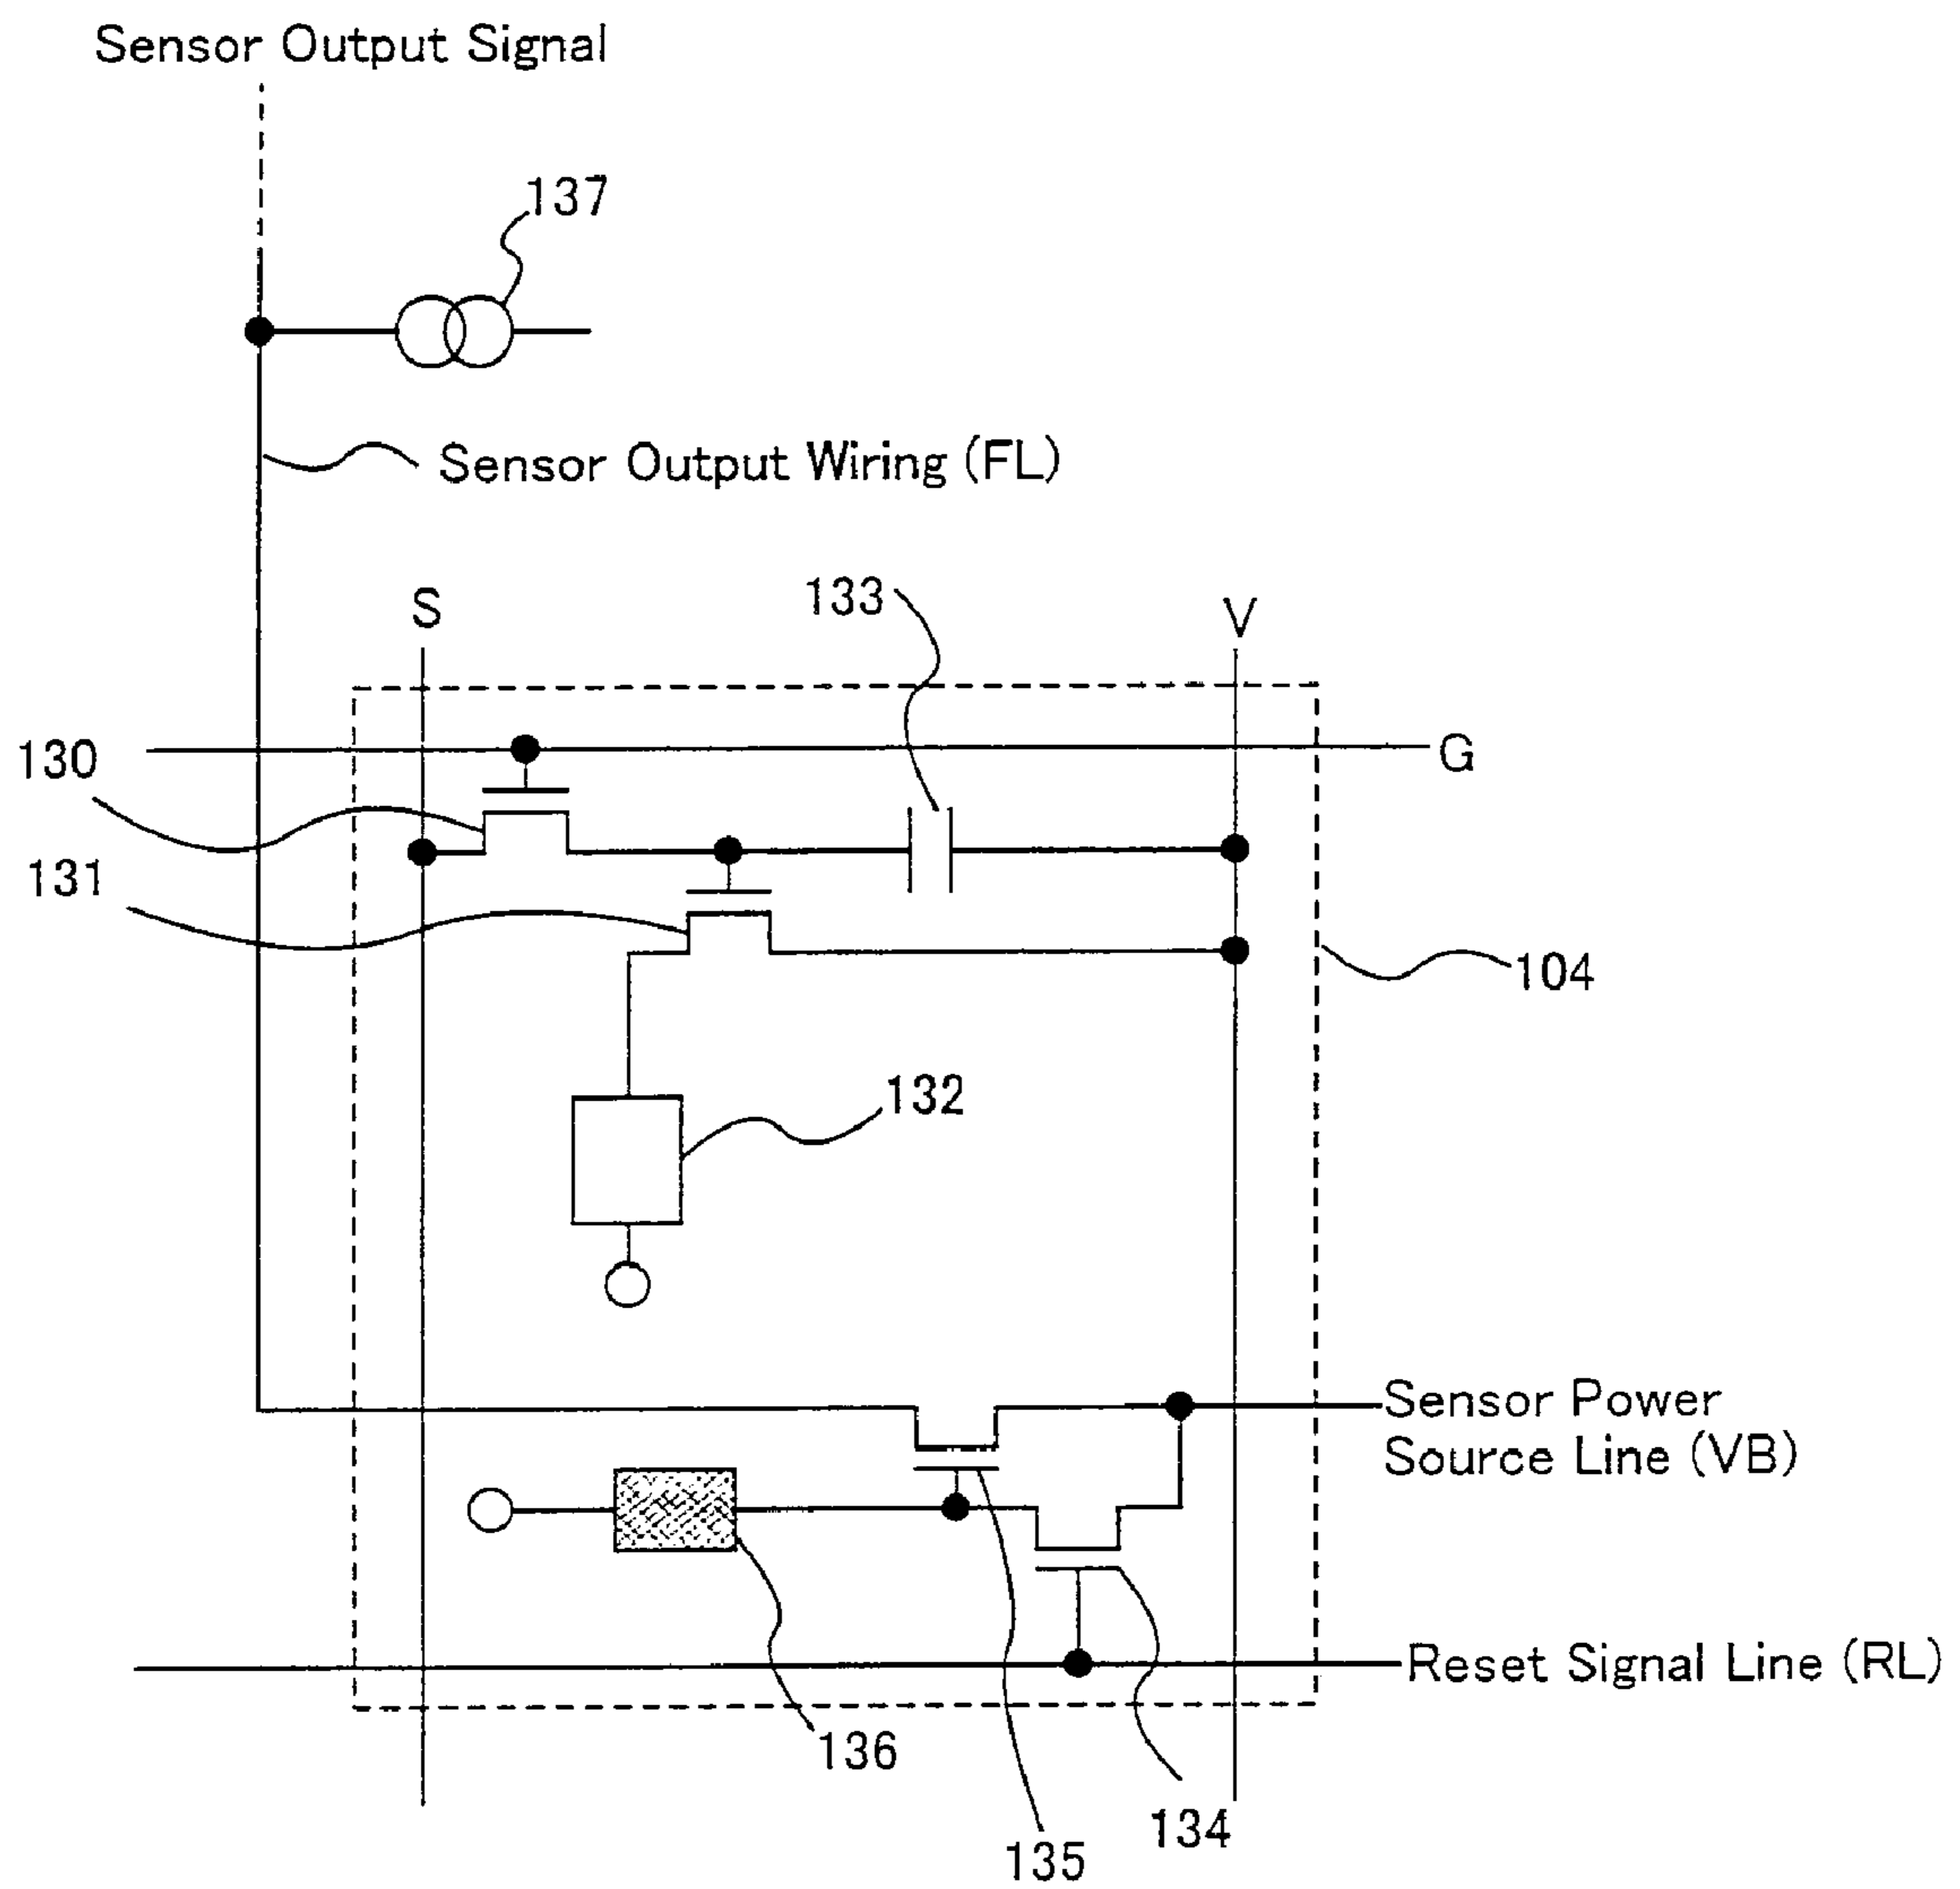 Sensor Output Signal
137
Sensor Output Wiring (FL)
133
S
V
130
G
131
104
132
Sensor Power
Source Line (VB)
Reset Signal Line (RL)
136
134
135